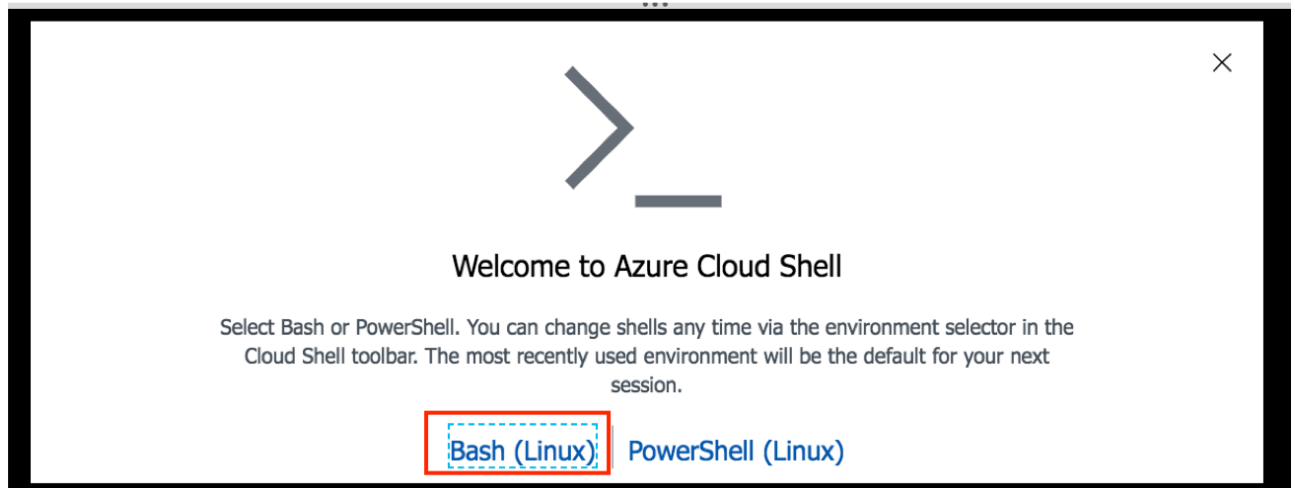 Welcome to Azure Cloud Shell
Select Bash or PowerShell. You can change shells any time via the environment selector in the
Cloud Shell toolbar. The most recently used environment will be the default for your next
session.
Bash (Linux) PowerShell (Linux)